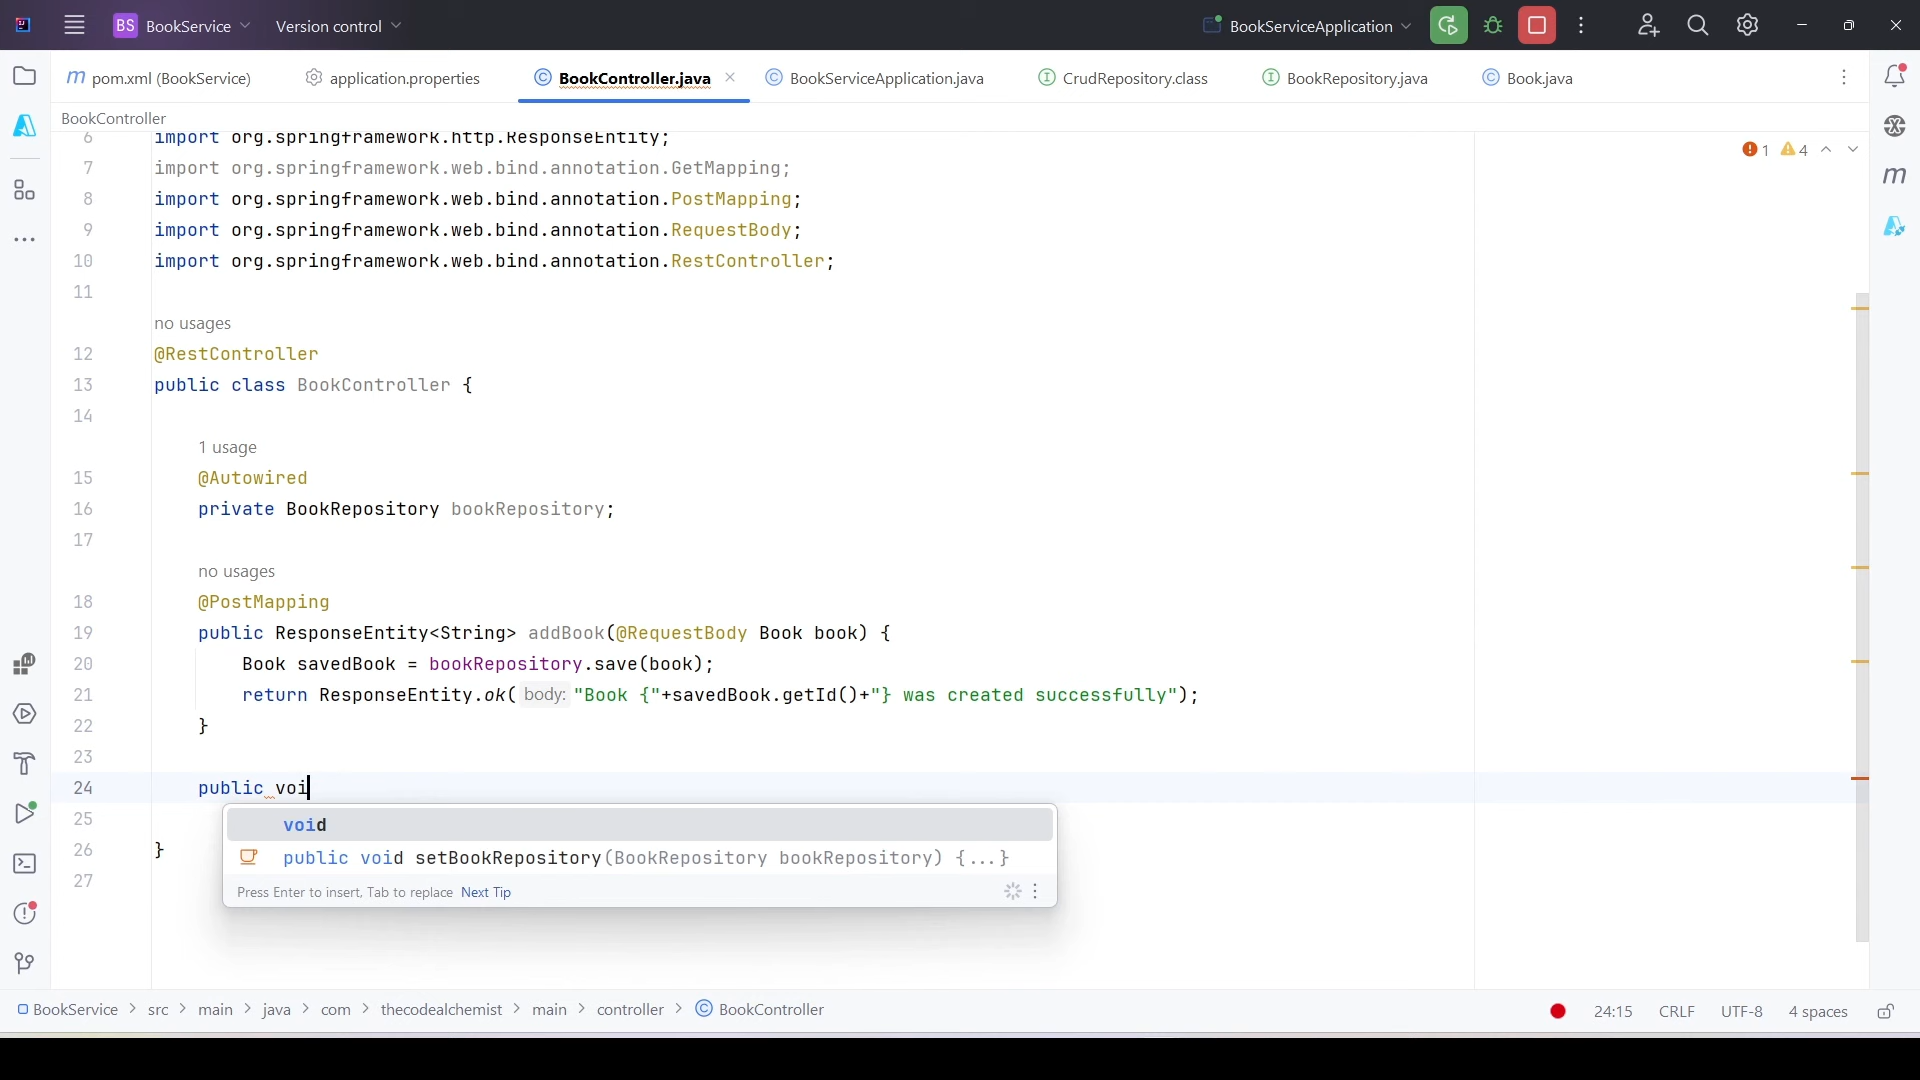 BS BookService Version control BookServiceApplication
m pom.xml (BookService) application.properties BookController.java BookServiceApplication.java CrudRepository.class BookRepository.java Book.java
BookController
6 import org.springframework.http.ResponseEntity;
1 4
7 import org.springframework.web.bind.annotation.GetMapping;
8 import org.springframework.web.bind.annotation.PostMapping;
9 import org.springframework.web.bind.annotation.RequestBody;
10 import org.springframework.web.bind.annotation.RestController;
11
no usages
12 @RestController
13 public class BookController {
14
1 usage
15 @Autowired
16 private BookRepository bookRepository;
17
no usages
18 @PostMapping
19 public ResponseEntity<String> addBook(@RequestBody Book book) {
20 Book savedBook = bookRepository.save(book);
21 return ResponseEntity.ok( body: "Book {"+savedBook.getId()+"} was created successfully");
22 }
23
24 public voi
25
void
26 }
public void setBookRepository(BookRepository bookRepository) {...}
27
Press Enter to insert, Tab to replace Next Tip
BookService > src > main > java > com > thecodealchemist > main > controller > BookController
24:15 CRLF UTF-8 4 spaces